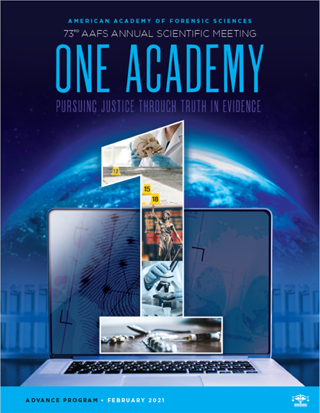 AMERICAN ACADEMY OF FORENSIC SCIENCES
73RD AAFS ANNUAL SCIENTIFIC MEETING
ONE ACADEMY
PURSUING JUSTICE THROUGH TRUTH IN EVIDENCE
12
15
18
ADVANCE PROGRAM • FEBRUARY 2021